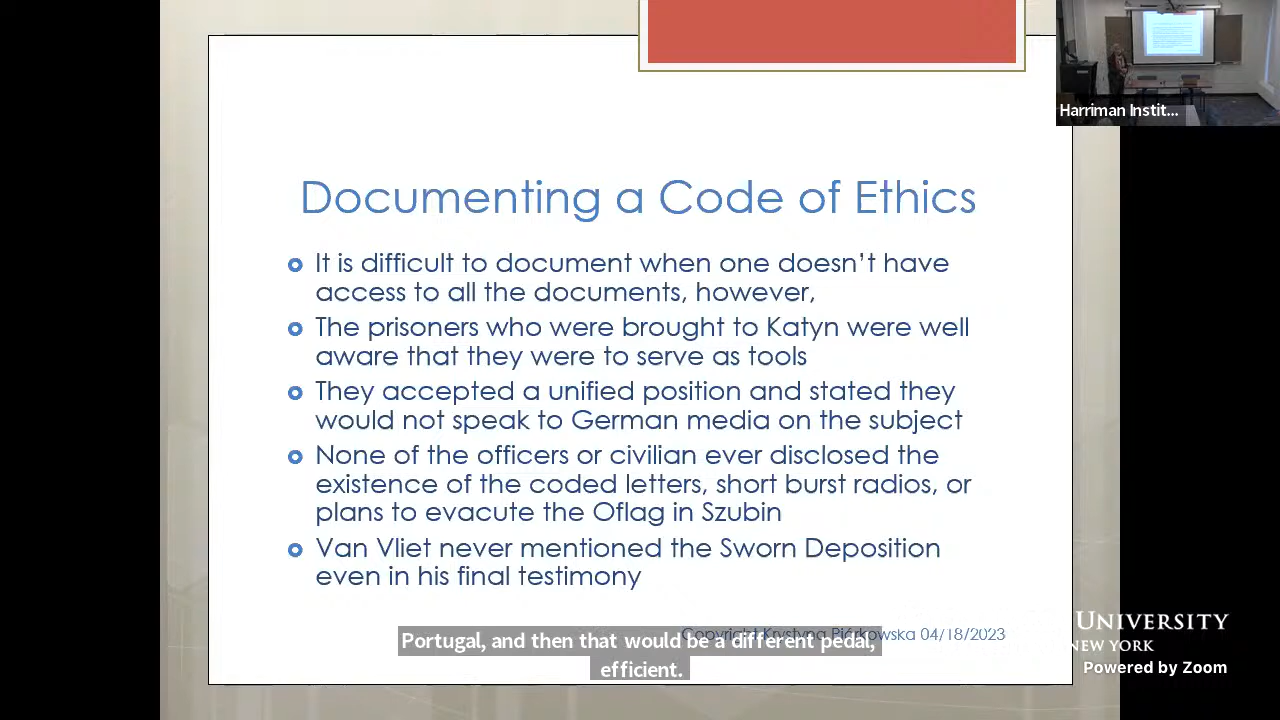 Harriman Instit...
Documenting a Code of Ethics
It is difficult to document when one doesn’t have
access to all the documents, however,
The prisoners who were brought to Katyn were well
aware that they were to serve as tools
They accepted a unified position and stated they
would not speak to German media on the subject
None of the officers or civilian ever disclosed the
existence of the coded letters, short burst radios, or
plans to evacute the Oflag in Szubin
Van Vliet never mentioned the Sworn Deposition
even in his final testimony
Copyright Krystyna Piórkowska 04/18/2023
Portugal, and then that would be a different pedal,
efficient.
UNIVERSITY
NEW YORK
Powered by Zoom